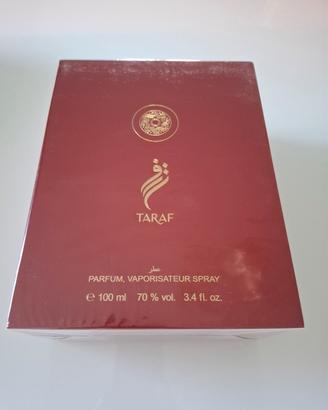 ترف
TARAF
عطر
PARFUM, VAPORISATEUR SPRAY
℮ 100 ml 70 % vol. 3.4 fl. oz.